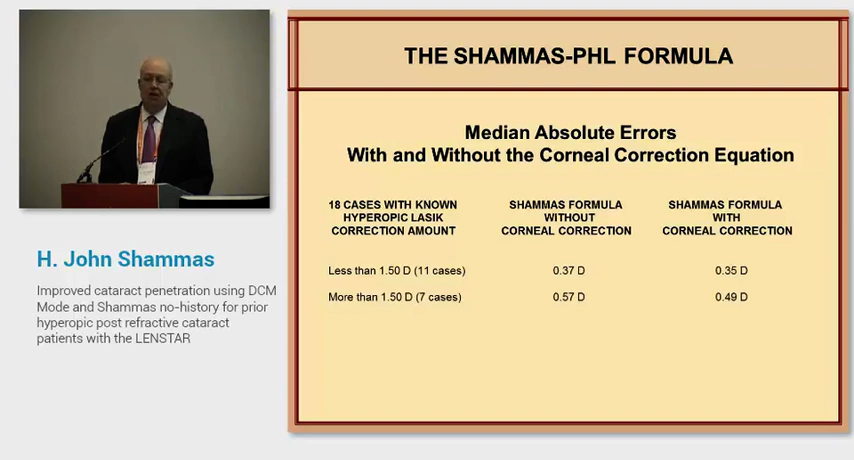 THE SHAMMAS-PHL FORMULA
Median Absolute Errors
With and Without the Corneal Correction Equation
18 CASES WITH KNOWN
HYPEROPIC LASIK
CORRECTION AMOUNT
SHAMMAS FORMULA
WITHOUT
CORNEAL CORRECTION
SHAMMAS FORMULA
WITH
CORNEAL CORRECTION
Less than 1.50 D (11 cases) 0.37 D 0.35 D
More than 1.50 D (7 cases) 0.57 D 0.49 D
H. John Shammas
Improved cataract penetration using DCM
Mode and Shammas no-history for prior
hyperopic post refractive cataract
patients with the LENSTAR